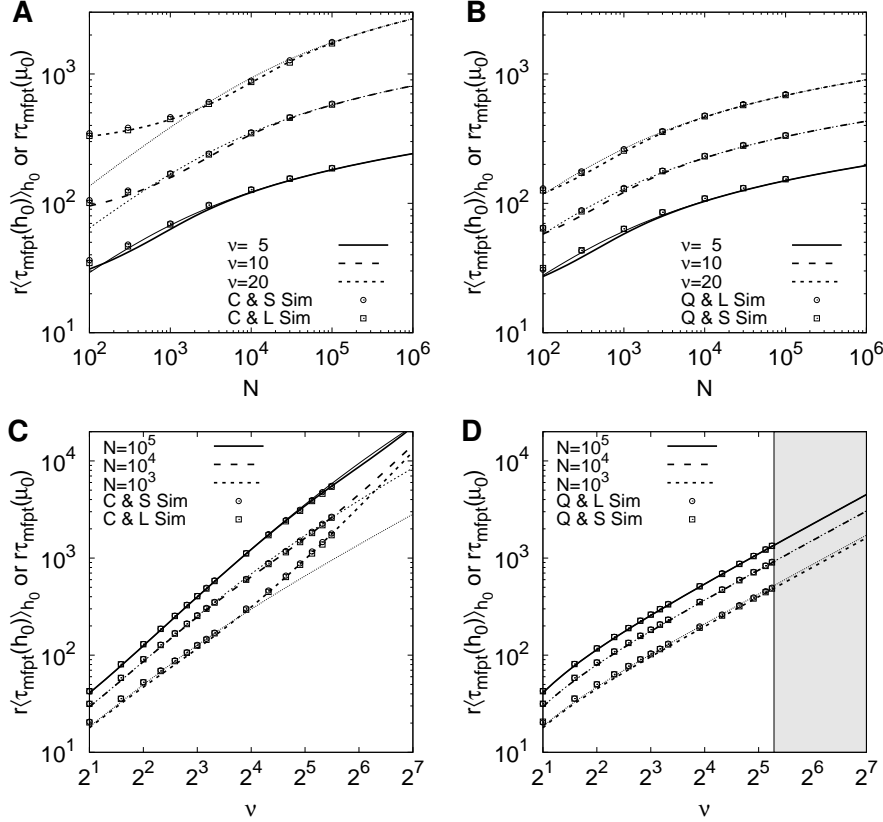 A
r⟨τmfpt(h0)⟩h0 or rτmfpt(μ0)
10^3
10^2
10^1
ν= 5
ν=10
ν=20
C & S Sim
C & L Sim
10^2 10^3 10^4 10^5 10^6
N
B
r⟨τmfpt(h0)⟩h0 or rτmfpt(μ0)
10^3
10^2
10^1
ν= 5
ν=10
ν=20
Q & L Sim
Q & S Sim
10^2 10^3 10^4 10^5 10^6
N
C
r⟨τmfpt(h0)⟩h0 or rτmfpt(μ0)
10^4
10^3
10^2
10^1
N=10^5
N=10^4
N=10^3
C & S Sim
C & L Sim
2^1 2^2 2^3 2^4 2^5 2^6 2^7
ν
D
r⟨τmfpt(h0)⟩h0 or rτmfpt(μ0)
10^4
10^3
10^2
10^1
N=10^5
N=10^4
N=10^3
Q & L Sim
Q & S Sim
2^1 2^2 2^3 2^4 2^5 2^6 2^7
ν